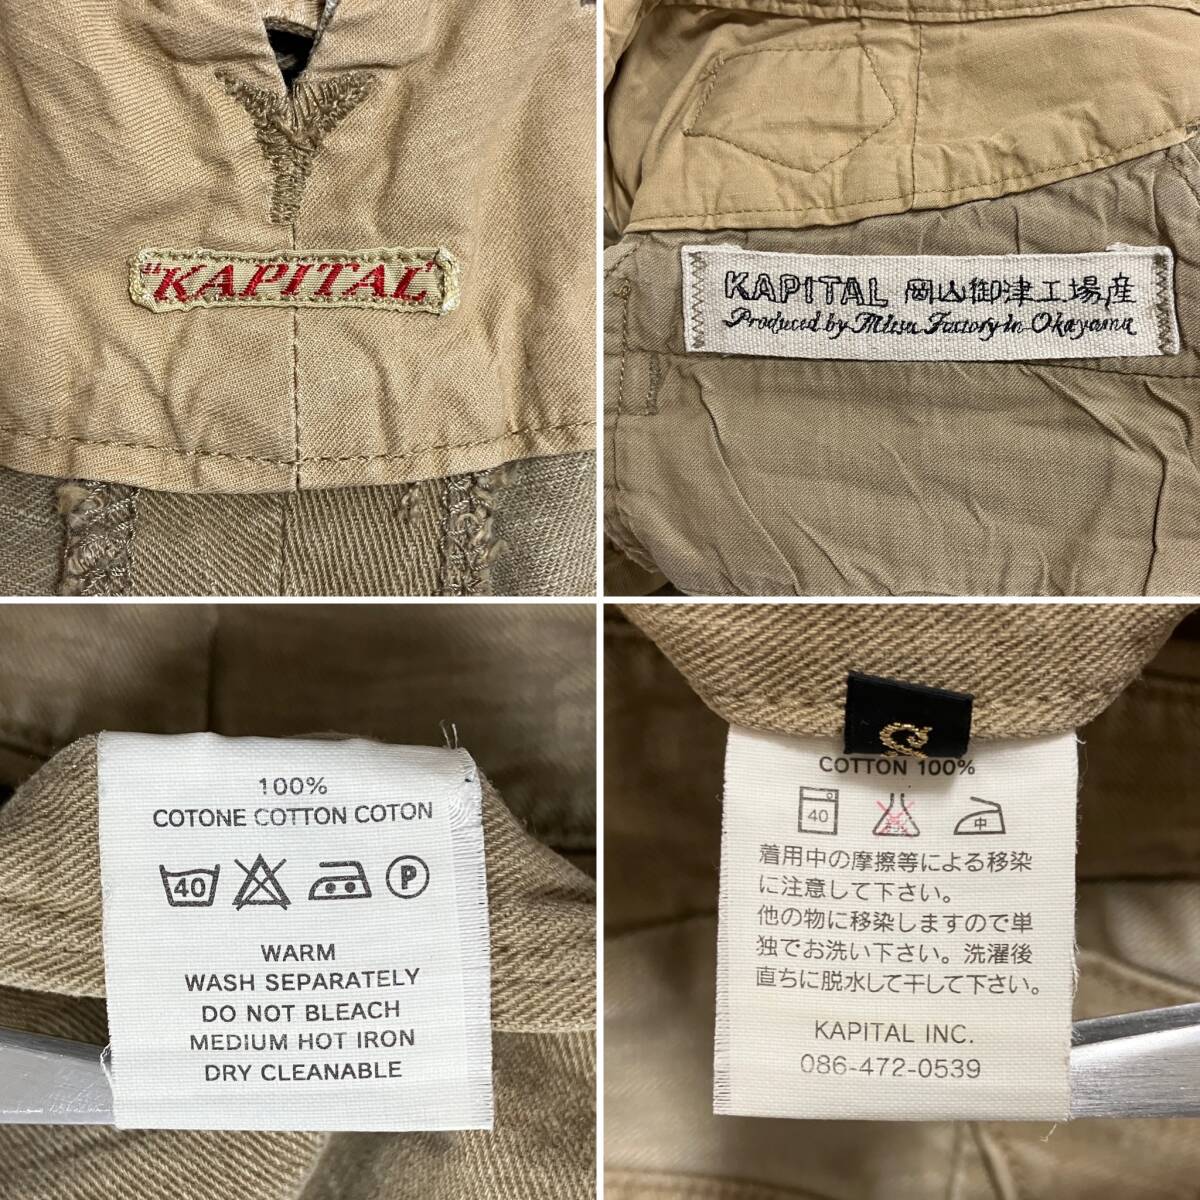 "KAPITAL"
KAPITAL 岡山御津工場産
Produced by Mitsu Factory in Okayama
100%
COTONE COTTON COTON
40
P
WARM
WASH SEPARATELY
DO NOT BLEACH
MEDIUM HOT IRON
DRY CLEANABLE
COTTON 100%
40
中
着用中の摩擦等による移染
に注意して下さい。
他の物に移染しますので単
独でお洗い下さい。洗濯後
直ちに脱水して干して下さい。
KAPITAL INC.
086-472-0539